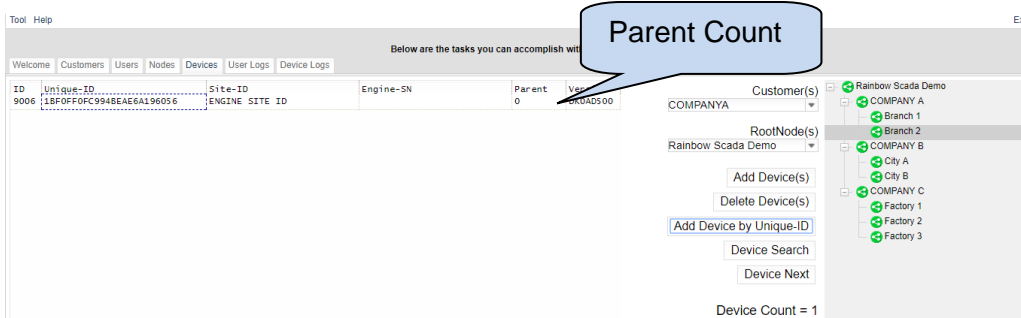 Tool Help
Parent Count
Below are the tasks you can accomplish with
Welcome Customers Users Nodes Devices User Logs Device Logs
ID Unique-ID Site-ID Engine-SN Parent
9006 1BF0FF0FC994BEAE6A196056 ENGINE SITE ID 0 DK0AD500
Customer(s)
COMPANYA
RootNode(s)
Rainbow Scada Demo
Add Device(s)
Delete Device(s)
Add Device by Unique-ID
Device Search
Device Next
Device Count = 1
Rainbow Scada Demo
COMPANY A
Branch 1
Branch 2
COMPANY B
City A
City B
COMPANY C
Factory 1
Factory 2
Factory 3